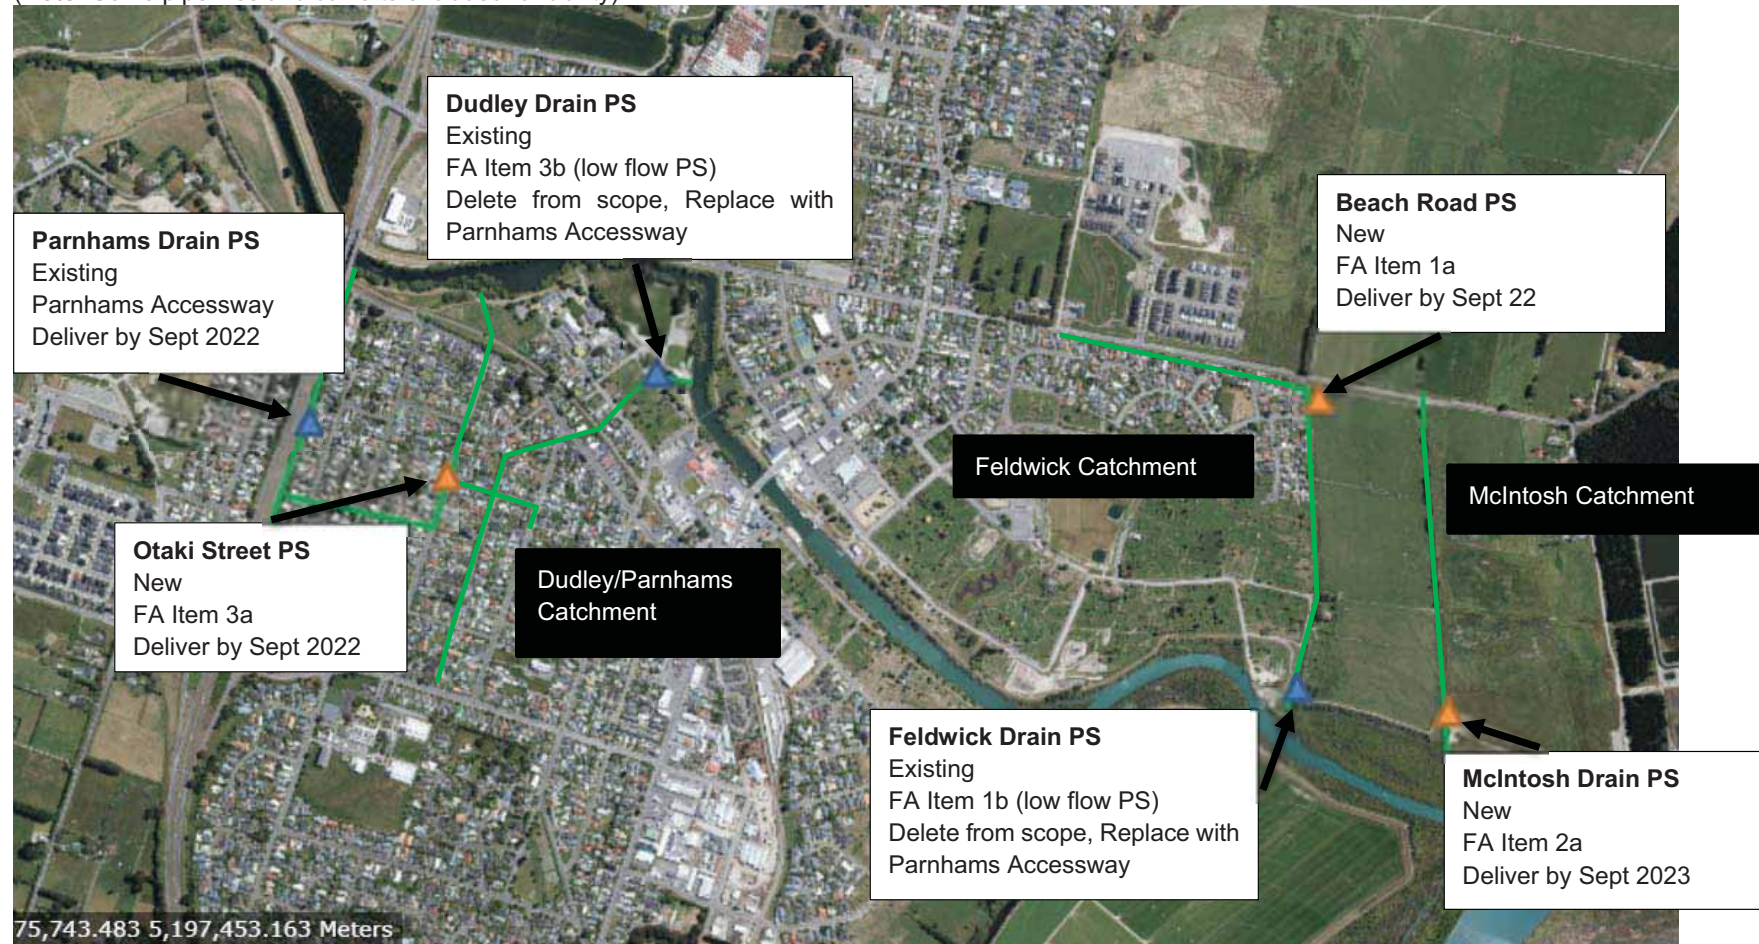 Dudley Drain PS
Existing
FA Item 3b (low flow PS)
Delete from scope, Replace with
Parnhams Accessway
Beach Road PS
New
FA Item 1a
Deliver by Sept 22
Parnhams Drain PS
Existing
Parnhams Accessway
Deliver by Sept 2022
Feldwick Catchment
McIntosh Catchment
Otaki Street PS
New
FA Item 3a
Deliver by Sept 2022
Dudley/Parnhams
Catchment
Feldwick Drain PS
Existing
FA Item 1b (low flow PS)
Delete from scope, Replace with
Parnhams Accessway
McIntosh Drain PS
New
FA Item 2a
Deliver by Sept 2023
75,743.483 5,197,453.163 Meters